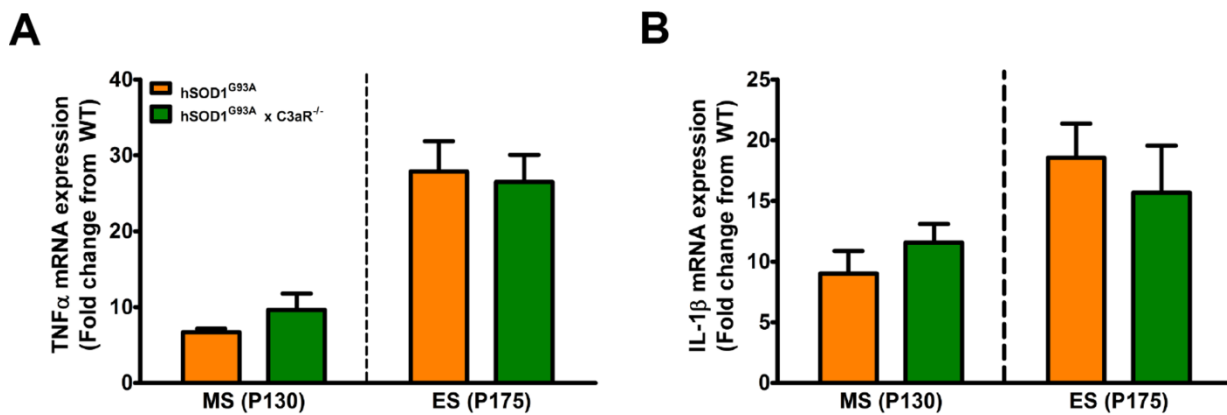 A
TNFα mRNA expression
(Fold change from WT)
40
30
20
10
0
hSOD1G93A
hSOD1G93A x C3aR-/-
MS (P130)
ES (P175)
B
IL-1β mRNA expression
(Fold change from WT)
25
20
15
10
5
0
MS (P130)
ES (P175)